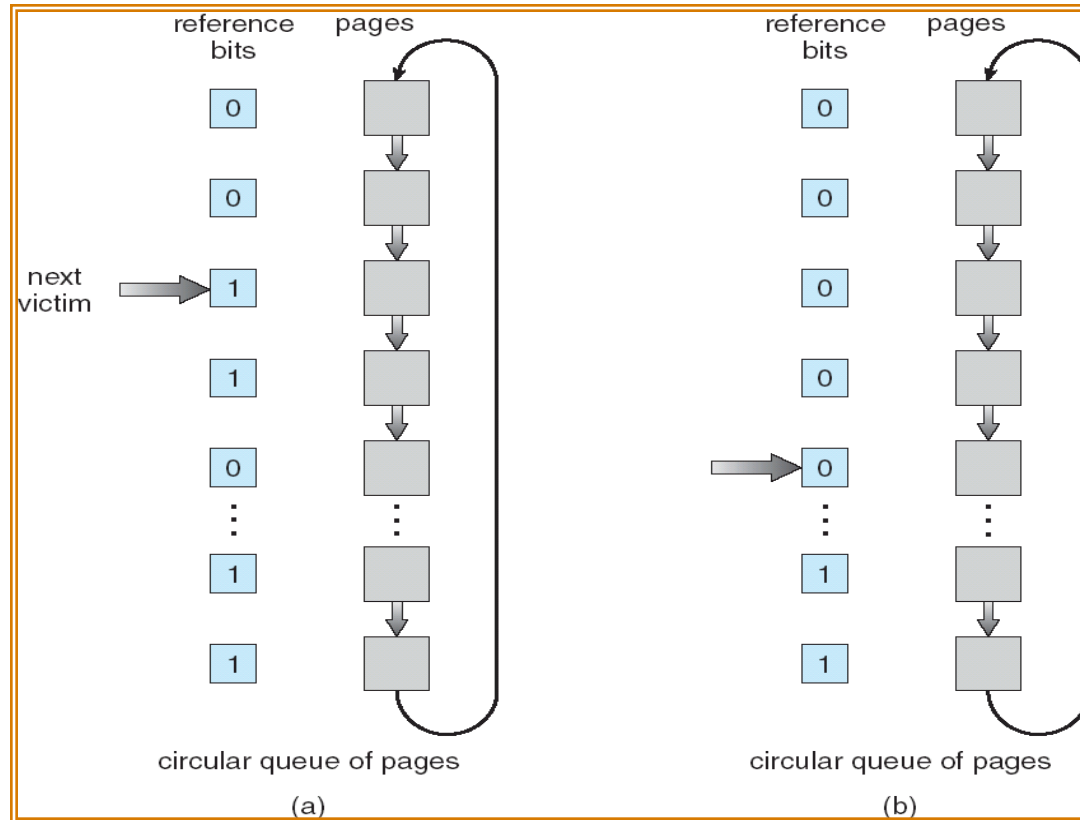 reference pages
bits
0
0
next
victim
1
1
0
1
1
circular queue of pages
(a)
reference pages
bits
0
0
0
0
0
1
1
circular queue of pages
(b)